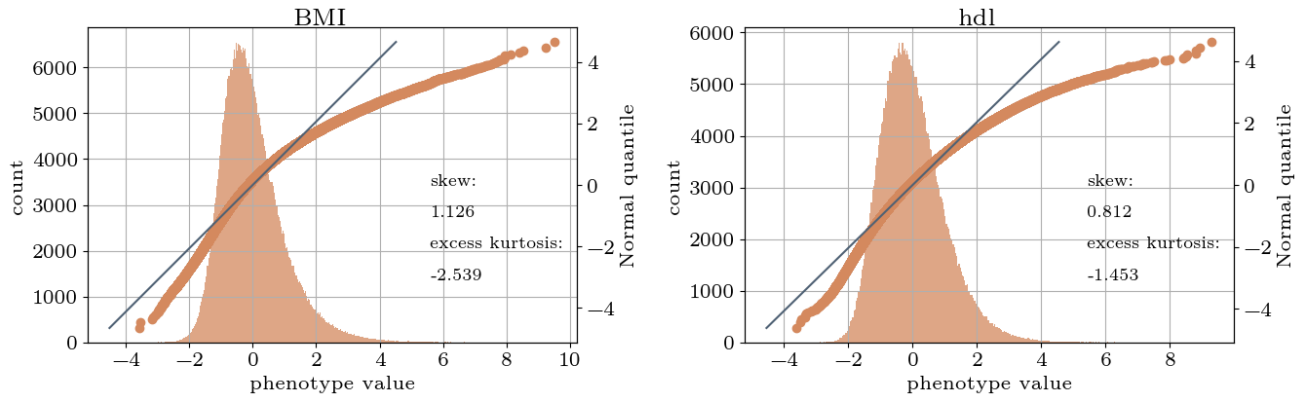 BMI
6000
5000
4000
3000
2000
1000
0
count
4
2
0
−2
−4
Normal quantile
skew:
1.126
excess kurtosis:
-2.539
−4 −2 0 2 4 6 8 10
phenotype value
hdl
6000
5000
4000
3000
2000
1000
0
count
4
2
0
−2
−4
Normal quantile
skew:
0.812
excess kurtosis:
-1.453
−4 −2 0 2 4 6 8
phenotype value